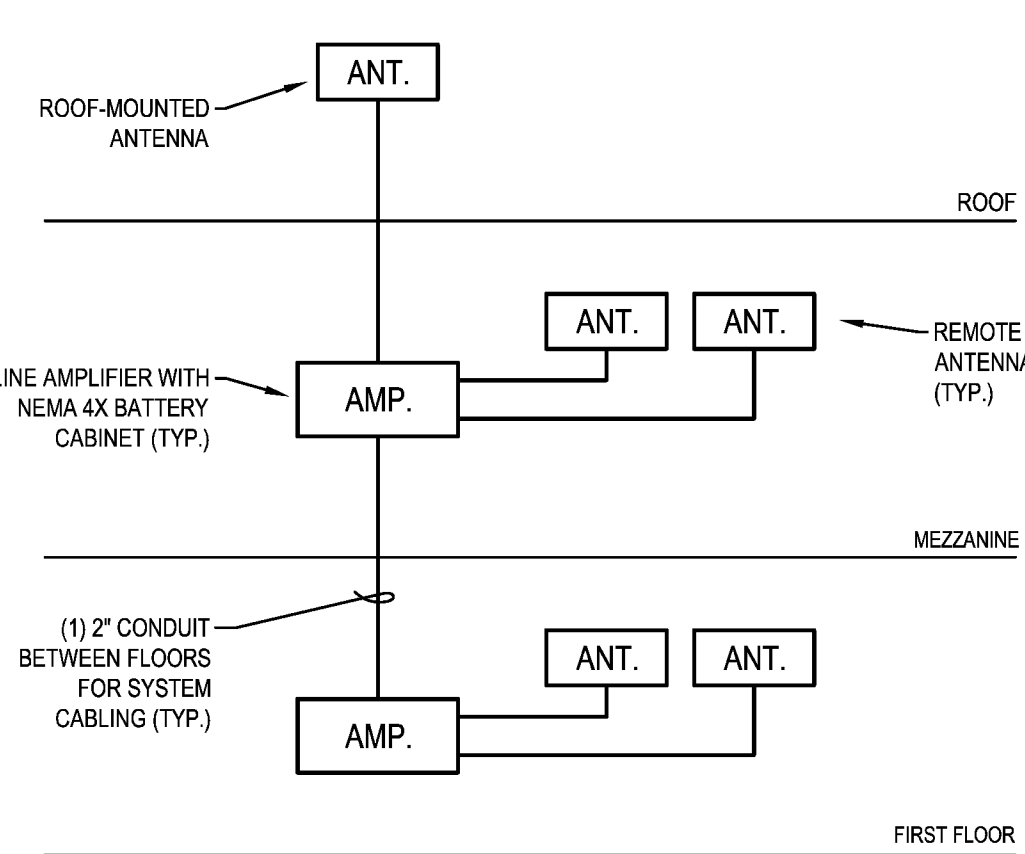 ANT.
ROOF-MOUNTED
ANTENNA
ROOF
ANT.
ANT.
REMOTE
ANTENNA
(TYP.)
LINE AMPLIFIER WITH
NEMA 4X BATTERY
CABINET (TYP.)
AMP.
MEZZANINE
(1) 2" CONDUIT
BETWEEN FLOORS
FOR SYSTEM
CABLING (TYP.)
ANT.
ANT.
AMP.
FIRST FLOOR